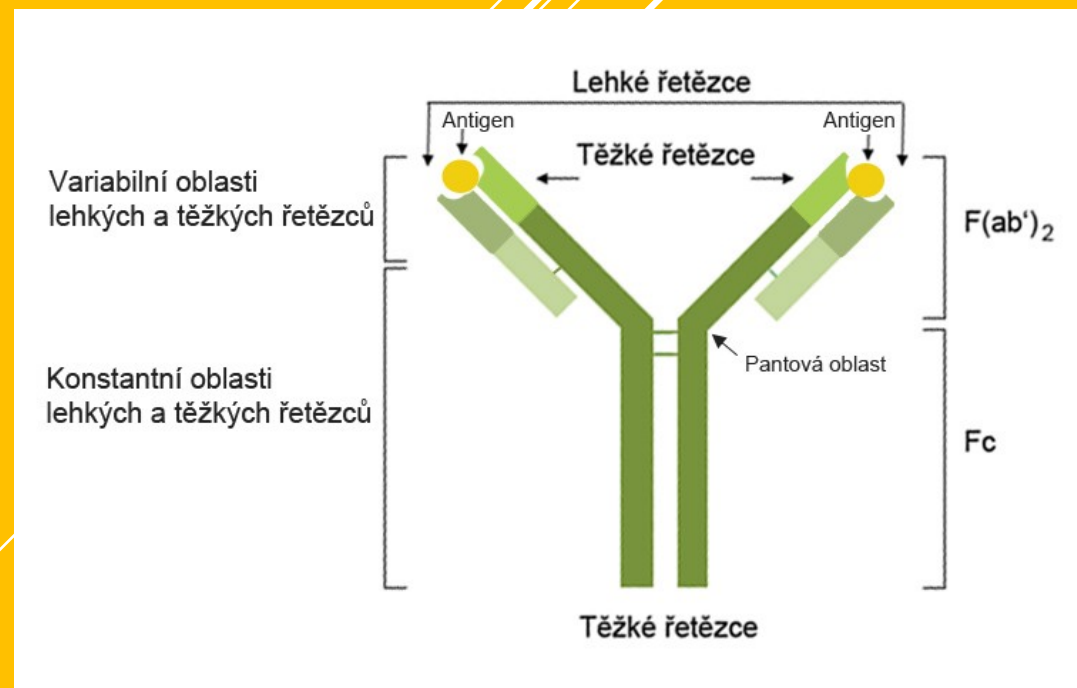 Lehké řetězce
Antigen
Antigen
Těžké řetězce
Variabilní oblasti
lehkých a těžkých řetězců
F(ab‘)₂
Pantová oblast
Konstantní oblasti
lehkých a těžkých řetězců
Fc
Těžké řetězce